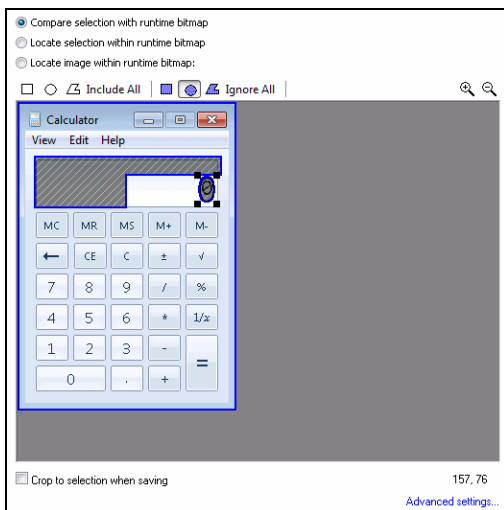 Compare selection with runtime bitmap
Locate selection within runtime bitmap
Locate image within runtime bitmap:
Include All Ignore All
Calculator
View Edit Help
0
MC MR MS M+ M-
← CE C ± √
7 8 9 / %
4 5 6 * 1/x
1 2 3 - =
0 . +
Crop to selection when saving 157, 76
Advanced settings...